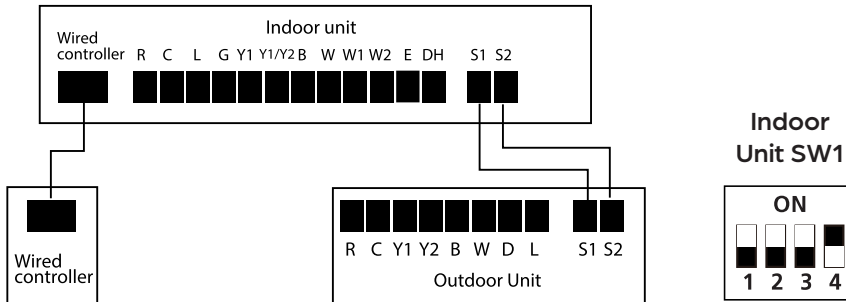 Indoor unit
Wired
controller R C L G Y1 Y1/Y2 B W W1 W2 E DH S1 S2
Wired
controller
R C Y1 Y2 B W D L S1 S2
Outdoor Unit
Indoor
Unit SW1
ON
1 2 3 4